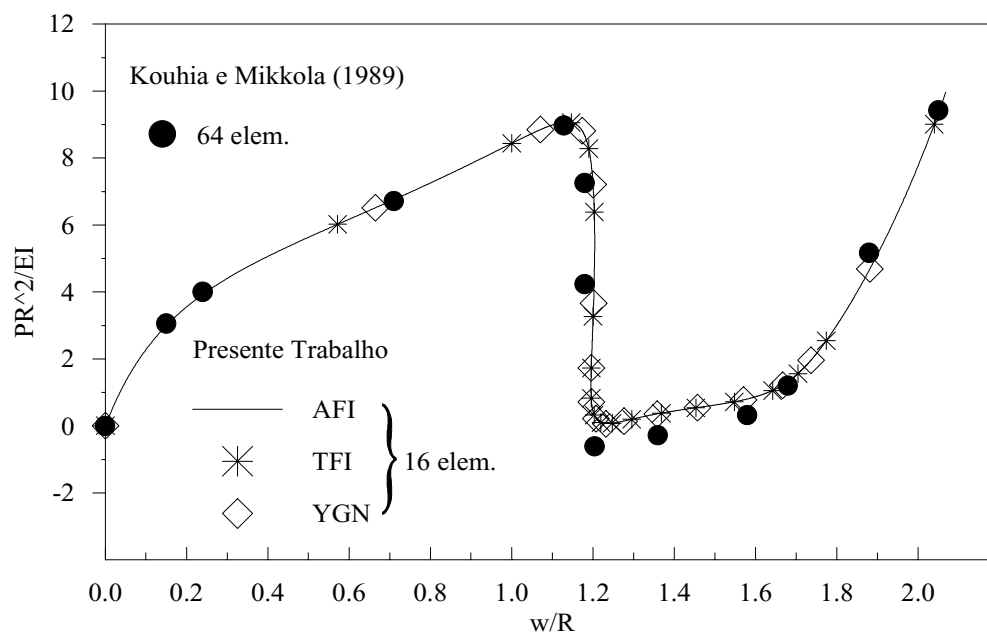 12
10
8
6
4
2
0
-2
PR^2/EI
Kouhia e Mikkola (1989)
64 elem.
Presente Trabalho
AFI
TFI
YGN
16 elem.
0.0 0.2 0.4 0.6 0.8 1.0 1.2 1.4 1.6 1.8 2.0
w/R